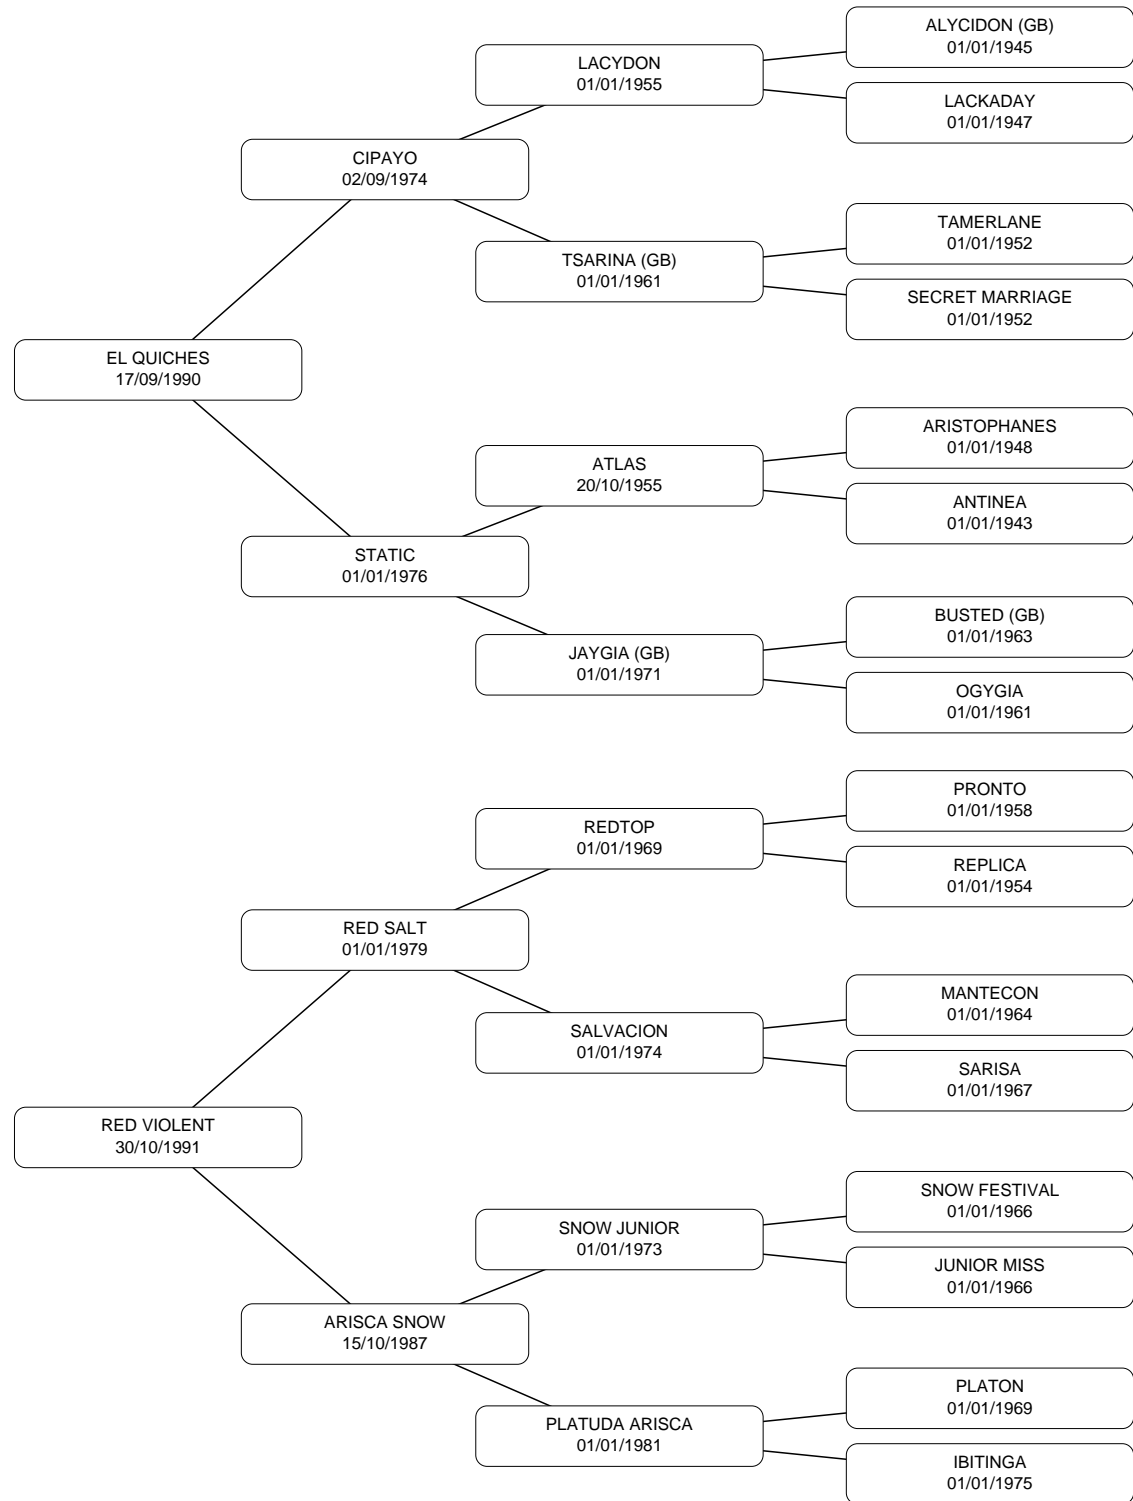 ALYCIDON (GB)
01/01/1945
LACYDON
01/01/1955
LACKADAY
01/01/1947
CIPAYO
02/09/1974
TAMERLANE
01/01/1952
TSARINA (GB)
01/01/1961
SECRET MARRIAGE
01/01/1952
EL QUICHES
17/09/1990
ARISTOPHANES
01/01/1948
ATLAS
20/10/1955
ANTINEA
01/01/1943
STATIC
01/01/1976
BUSTED (GB)
01/01/1963
JAYGIA (GB)
01/01/1971
OGYGIA
01/01/1961
PRONTO
01/01/1958
REDTOP
01/01/1969
REPLICA
01/01/1954
RED SALT
01/01/1979
MANTECON
01/01/1964
SALVACION
01/01/1974
SARISA
01/01/1967
RED VIOLENT
30/10/1991
SNOW FESTIVAL
01/01/1966
SNOW JUNIOR
01/01/1973
JUNIOR MISS
01/01/1966
ARISCA SNOW
15/10/1987
PLATON
01/01/1969
PLATUDA ARISCA
01/01/1981
IBITINGA
01/01/1975